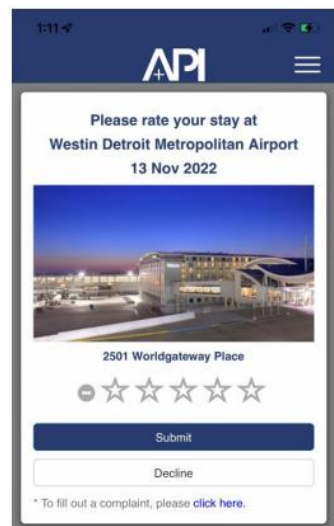 1:11
API
Please rate your stay at
Westin Detroit Metropolitan Airport
13 Nov 2022
2501 Worldgateway Place
Submit
Decline
* To fill out a complaint, please click here.